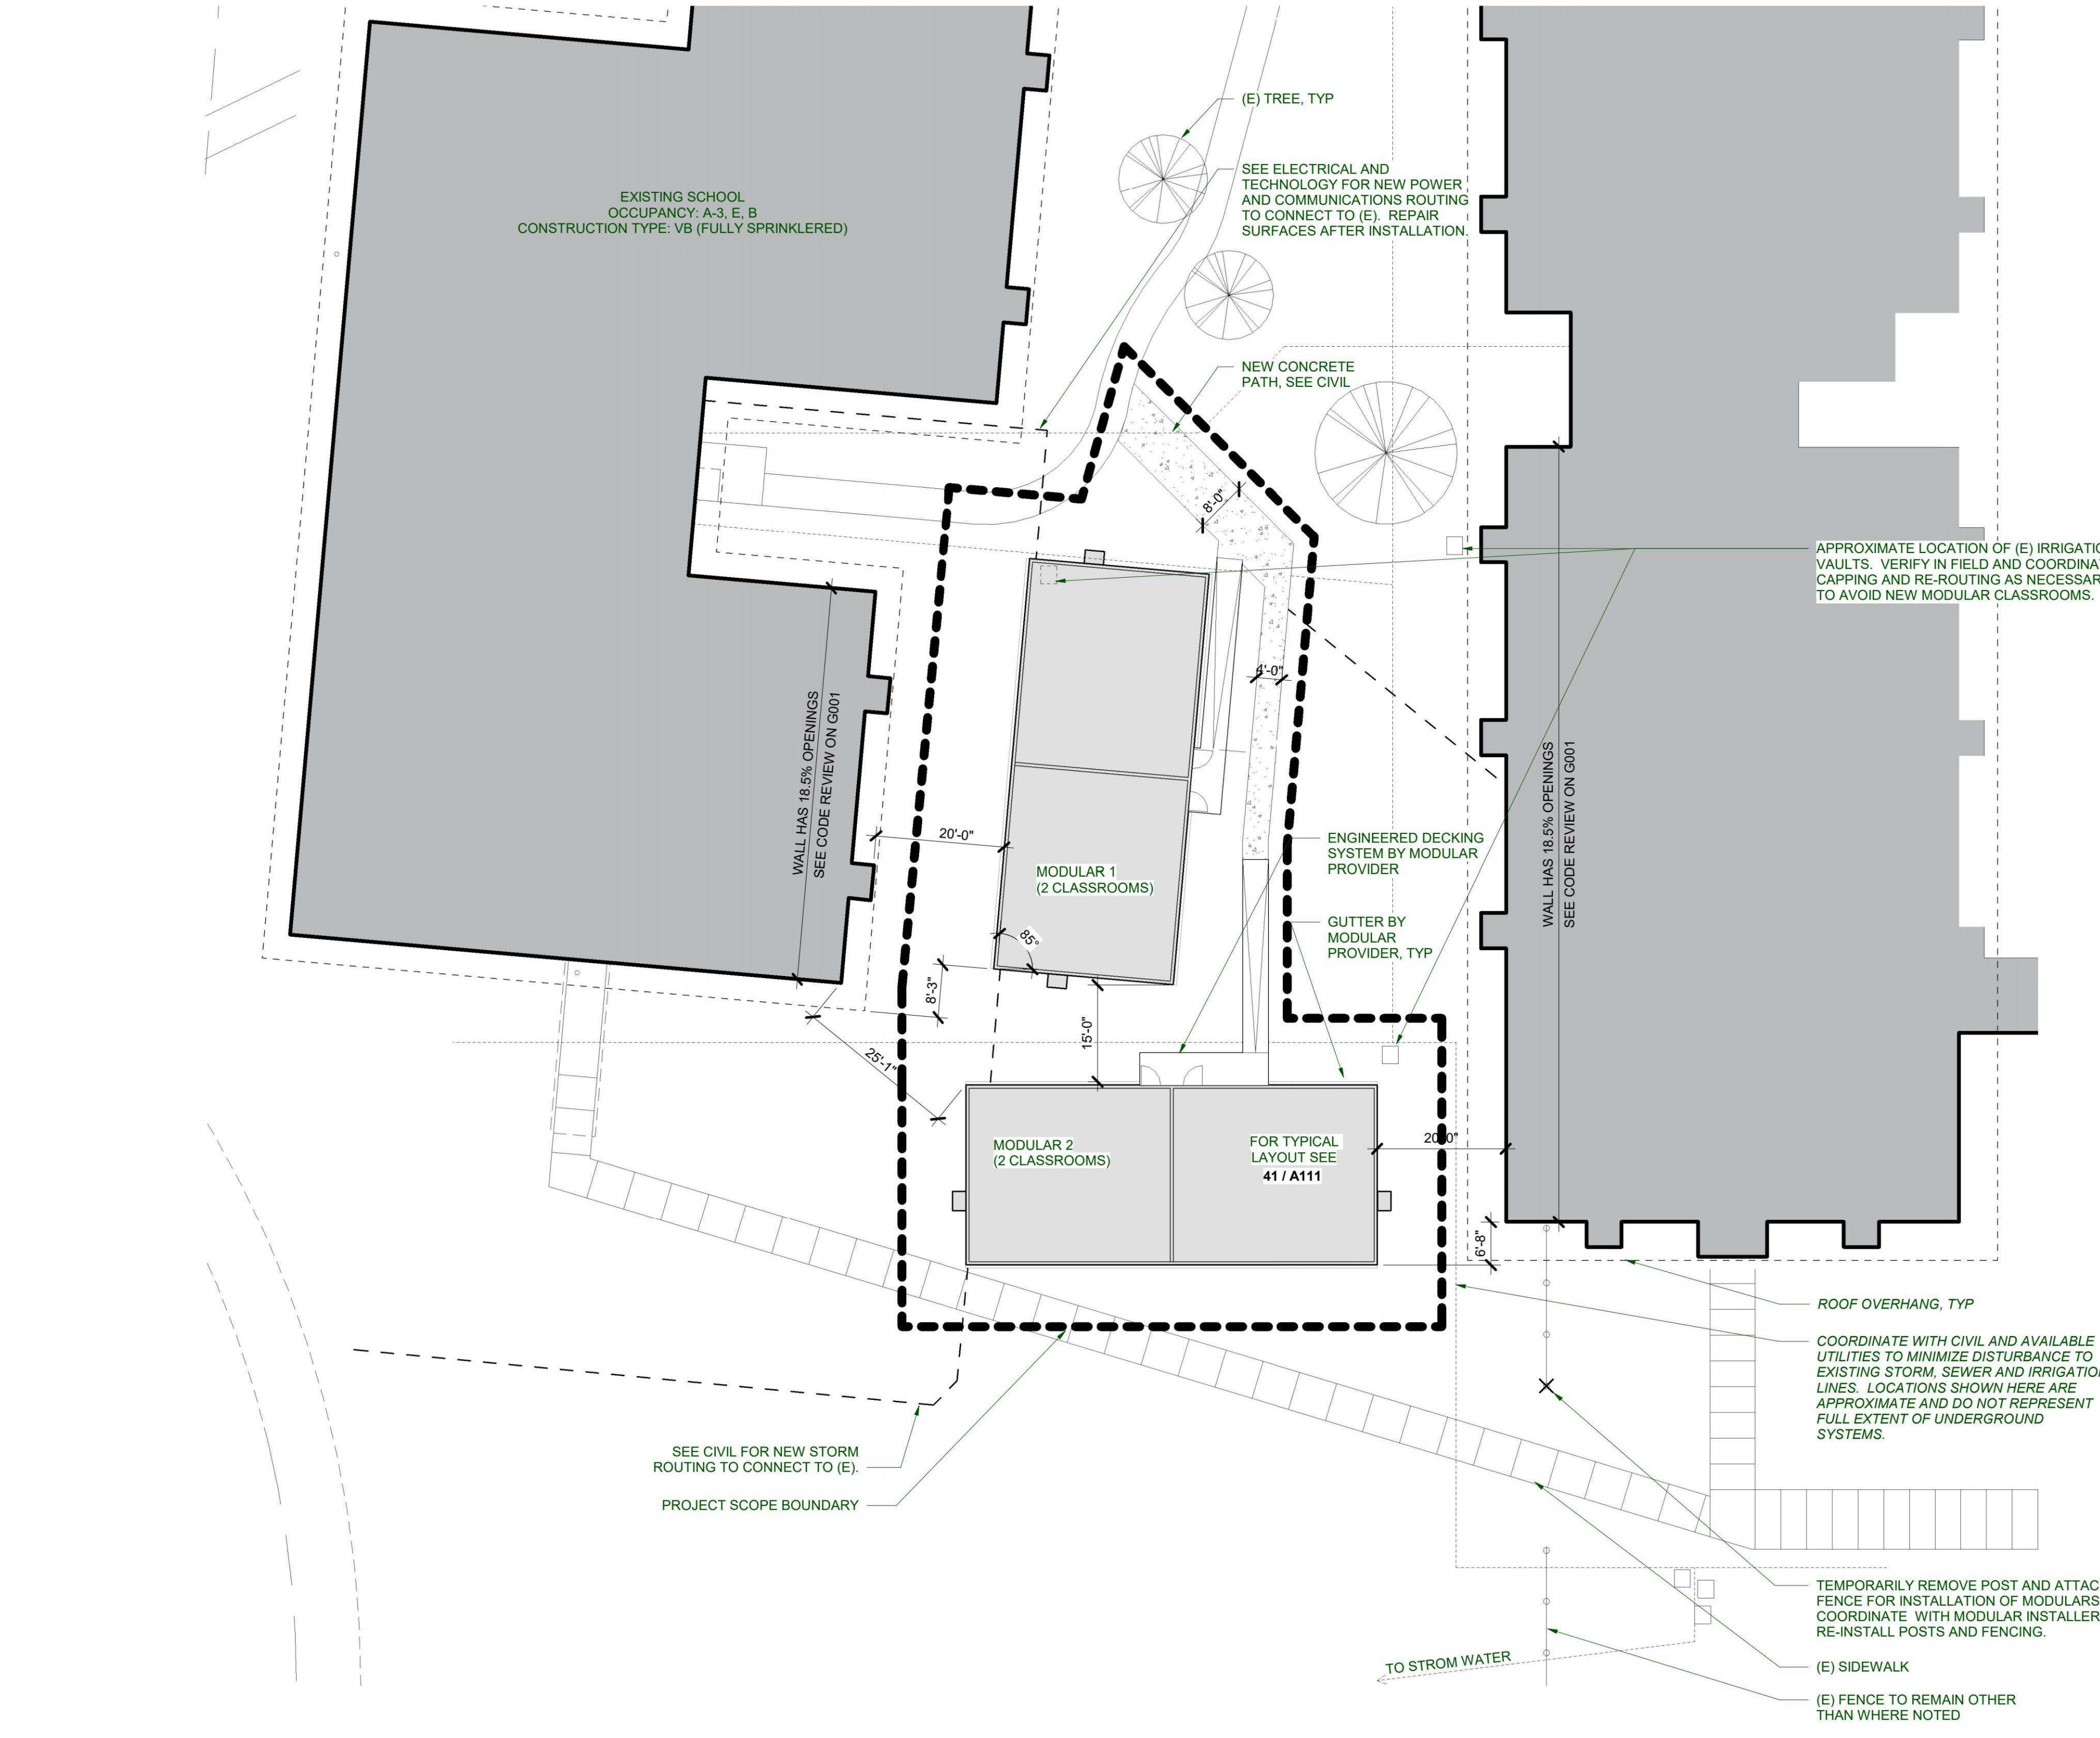 (E) TREE, TYP
SEE ELECTRICAL AND
TECHNOLOGY FOR NEW POWER
AND COMMUNICATIONS ROUTING
TO CONNECT TO (E).  REPAIR
SURFACES AFTER INSTALLATION.
EXISTING SCHOOL
OCCUPANCY: A-3, E, B
CONSTRUCTION TYPE: VB (FULLY SPRINKLERED)
NEW CONCRETE
PATH, SEE CIVIL
8'-0"
APPROXIMATE LOCATION OF (E) IRRIGATIO
VAULTS.  VERIFY IN FIELD AND COORDINA
CAPPING AND RE-ROUTING AS NECESSAR
TO AVOID NEW MODULAR CLASSROOMS.
4'-0"
WALL HAS 18.5% OPENINGS
SEE CODE REVIEW ON G001
WALL HAS 18.5% OPENINGS
SEE CODE REVIEW ON G001
20'-0"
ENGINEERED DECKING
SYSTEM BY MODULAR
PROVIDER
MODULAR 1
(2 CLASSROOMS)
GUTTER BY
MODULAR
PROVIDER, TYP
85°
8'-3"
15'-0"
25'-1"
MODULAR 2
(2 CLASSROOMS)
FOR TYPICAL
LAYOUT SEE
41 / A111
20'-0"
6'-8"
ROOF OVERHANG, TYP
COORDINATE WITH CIVIL AND AVAILABLE
UTILITIES TO MINIMIZE DISTURBANCE TO
EXISTING STORM, SEWER AND IRRIGATIO
LINES.  LOCATIONS SHOWN HERE ARE
APPROXIMATE AND DO NOT REPRESENT
FULL EXTENT OF UNDERGROUND
SYSTEMS.
SEE CIVIL FOR NEW STORM
ROUTING TO CONNECT TO (E).
PROJECT SCOPE BOUNDARY
TEMPORARILY REMOVE POST AND ATTAC
FENCE FOR INSTALLATION OF MODULARS
COORDINATE  WITH MODULAR INSTALLER
RE-INSTALL POSTS AND FENCING.
TO STROM WATER
(E) SIDEWALK
(E) FENCE TO REMAIN OTHER
THAN WHERE NOTED